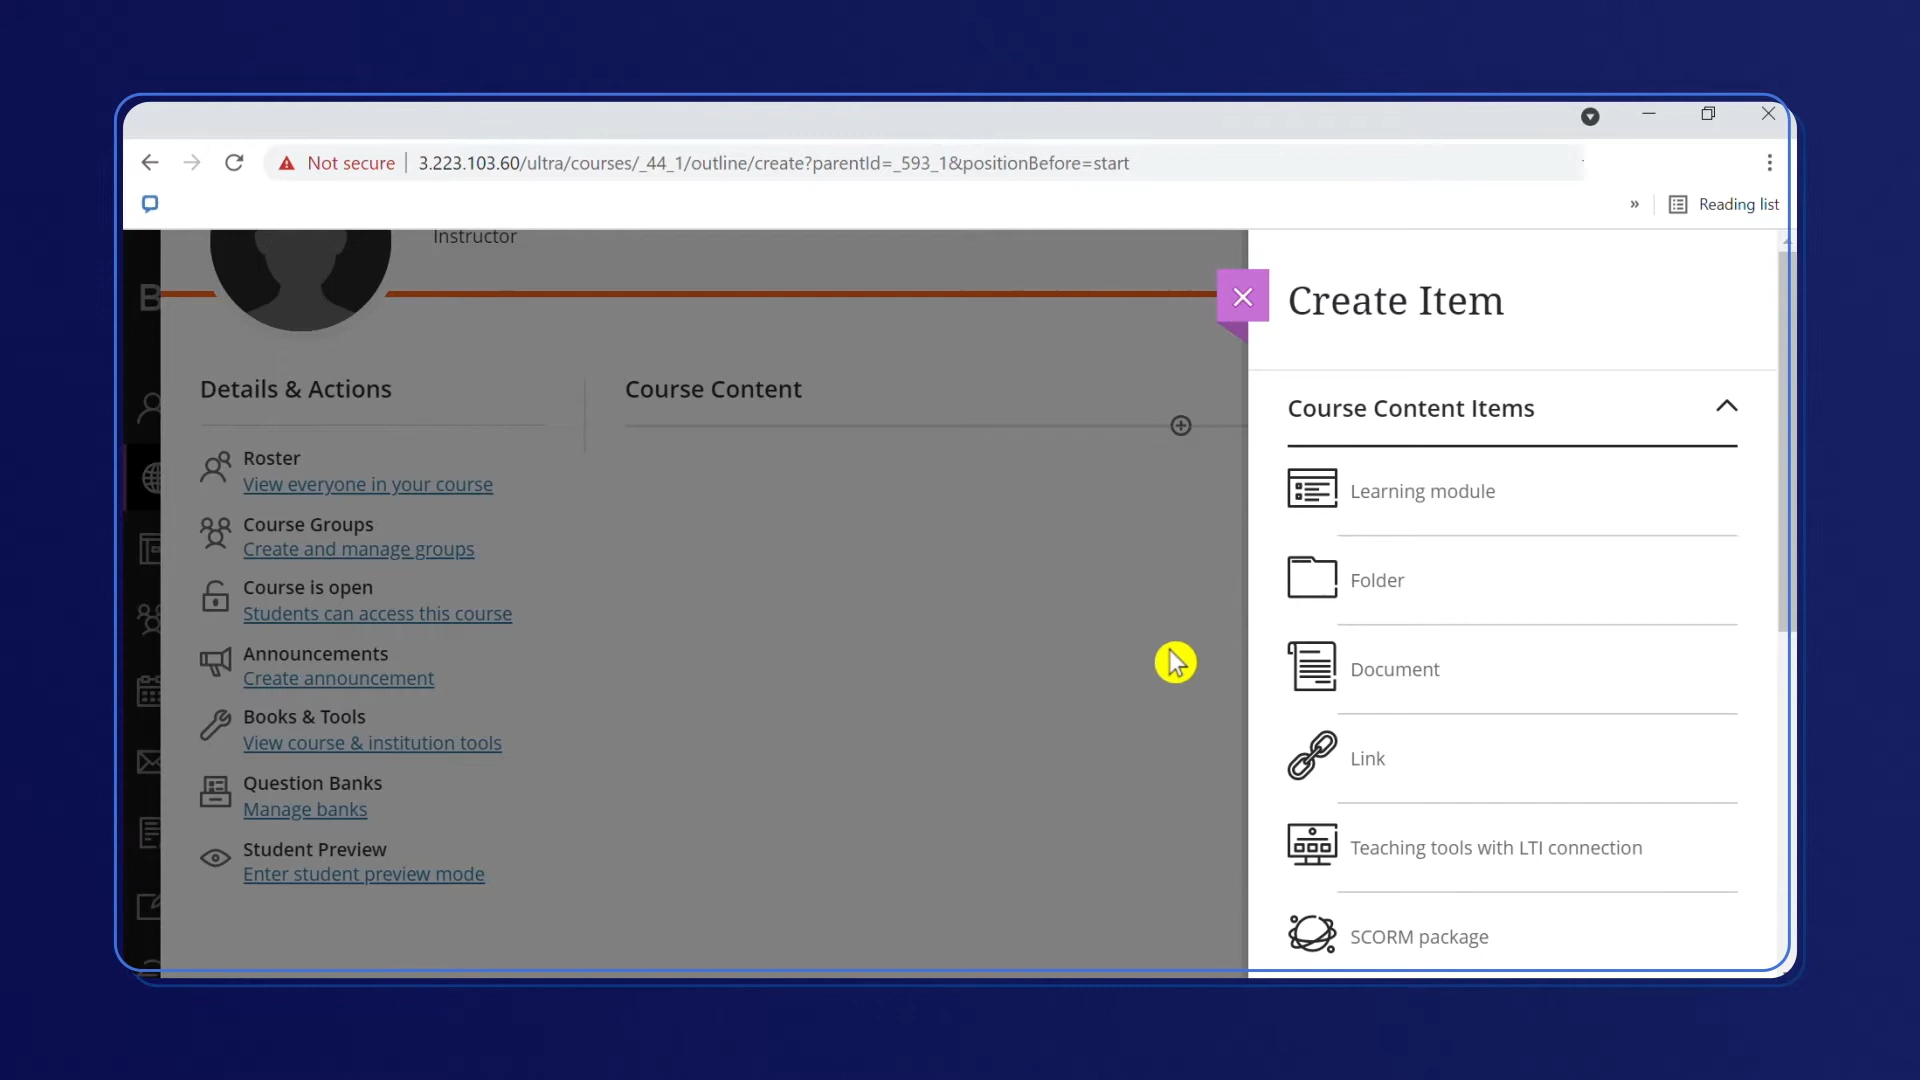 Not secure
3.223.103.60/ultra/courses/_44_1/outline/create?parentId=_593_1&positionBefore=start
»
Reading list
B
Instructor
Details & Actions
Roster
View everyone in your course
Course Groups
Create and manage groups
Course is open
Students can access this course
Announcements
Create announcement
Books & Tools
View course & institution tools
Question Banks
Manage banks
Student Preview
Enter student preview mode
Course Content
Create Item
Course Content Items
Learning module
Folder
Document
Link
Teaching tools with LTI connection
SCORM package